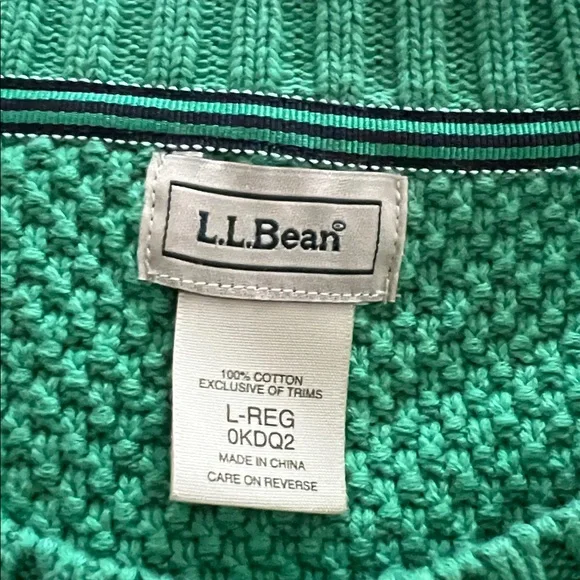 L.L.Bean®
100% COTTON
EXCLUSIVE OF TRIMS
L-REG
0KDQ2
MADE IN CHINA
CARE ON REVERSE